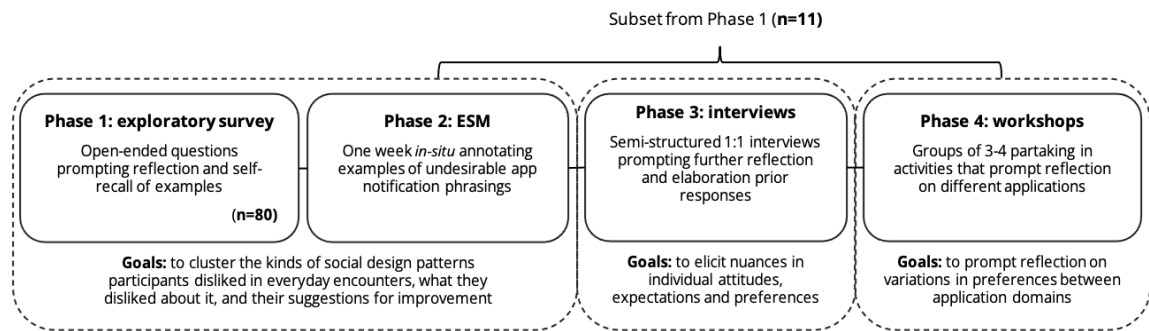 Subset from Phase 1 (n=11)
Phase 1: exploratory survey
Open-ended questions
prompting reflection and self-
recall of examples
(n=80)
Phase 2: ESM
One week in-situ annotating
examples of undesirable app
notification phrasings
Goals: to cluster the kinds of social design patterns
participants disliked in everyday encounters, what they
disliked about it, and their suggestions for improvement
Phase 3: interviews
Semi-structured 1:1 interviews
prompting further reflection
and elaboration prior
responses
Goals: to elicit nuances in
individual attitudes,
expectations and preferences
Phase 4: workshops
Groups of 3-4 partaking in
activities that prompt reflection
on different applications
Goals: to prompt reflection on
variations in preferences between
application domains